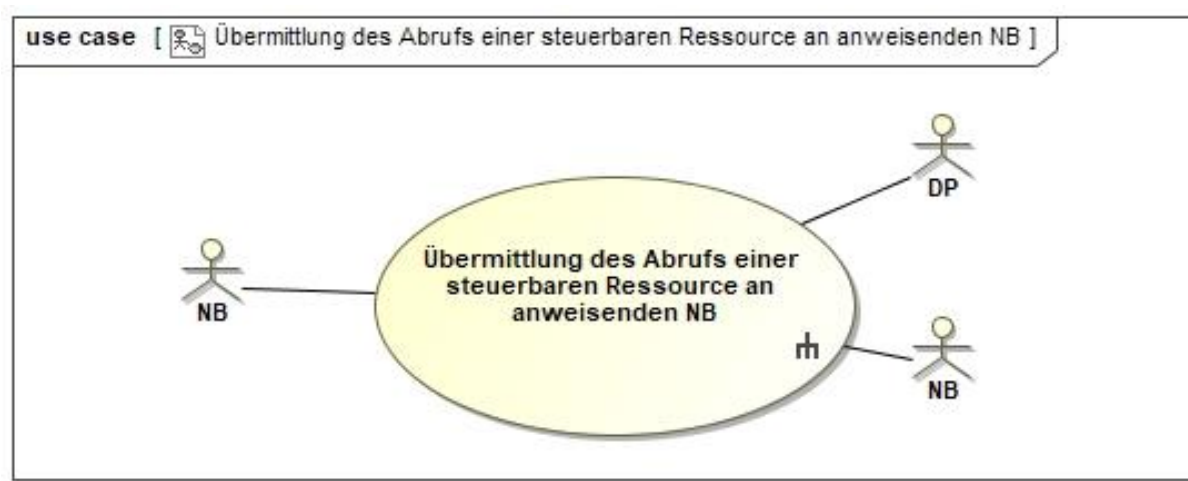 use case [ Übermittlung des Abrufs einer steuerbaren Ressource an anweisenden NB ]
DP
Übermittlung des Abrufs einer
steuerbaren Ressource an
anweisenden NB
NB
NB